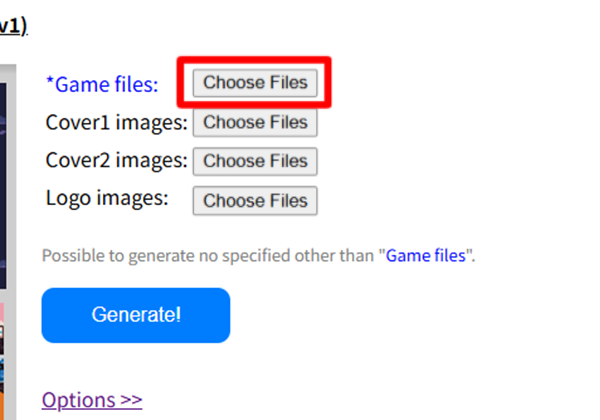 v1)
*Game files: Choose Files
Cover1 images: Choose Files
Cover2 images: Choose Files
Logo images: Choose Files
Possible to generate no specified other than "Game files".
Generate!
Options >>